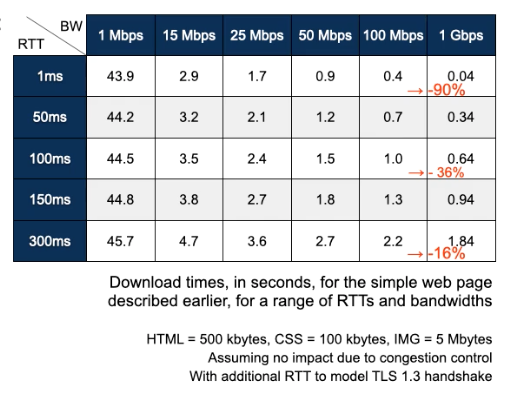 BW
RTT
1 Mbps 15 Mbps 25 Mbps 50 Mbps 100 Mbps 1 Gbps
1ms 43.9 2.9 1.7 0.9 0.4 0.04
→ -90%
50ms 44.2 3.2 2.1 1.2 0.7 0.34
100ms 44.5 3.5 2.4 1.5 1.0 0.64
→ - 36%
150ms 44.8 3.8 2.7 1.8 1.3 0.94
300ms 45.7 4.7 3.6 2.7 2.2 1.84
→ -16%
Download times, in seconds, for the simple web page
described earlier, for a range of RTTs and bandwidths
HTML = 500 kbytes, CSS = 100 kbytes, IMG = 5 Mbytes
Assuming no impact due to congestion control
With additional RTT to model TLS 1.3 handshake